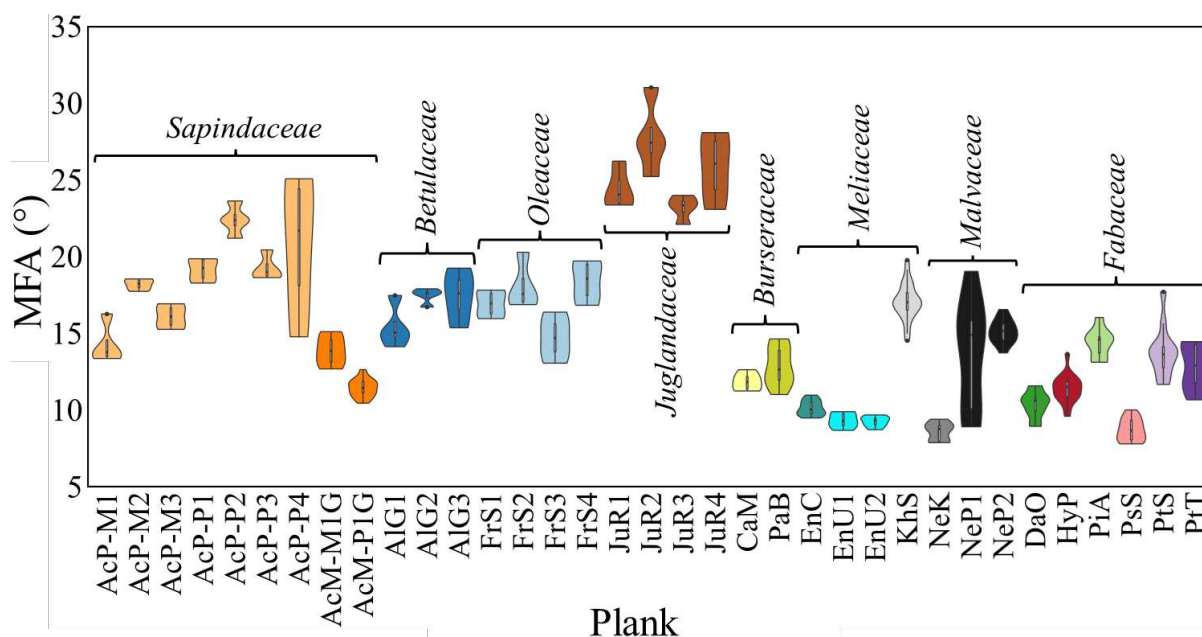 35
30
25
20
15
10
5
MFA (°)
Sapindaceae
Betulaceae
Oleaceae
Juglandaceae
Burseraceae
Meliaceae
Malvaceae
Fabaceae
AcP-M1
AcP-M2
AcP-M3
AcP-P1
AcP-P2
AcP-P3
AcP-P4
AcM-M1G
AcM-P1G
AlG1
AlG2
AlG3
FrS1
FrS2
FrS3
FrS4
JuR1
JuR2
JuR3
JuR4
CaM
PaB
EnC
EnU1
EnU2
KhS
NeK
NeP1
NeP2
DaO
HyP
PiA
PsS
PtS
PtT
Plank